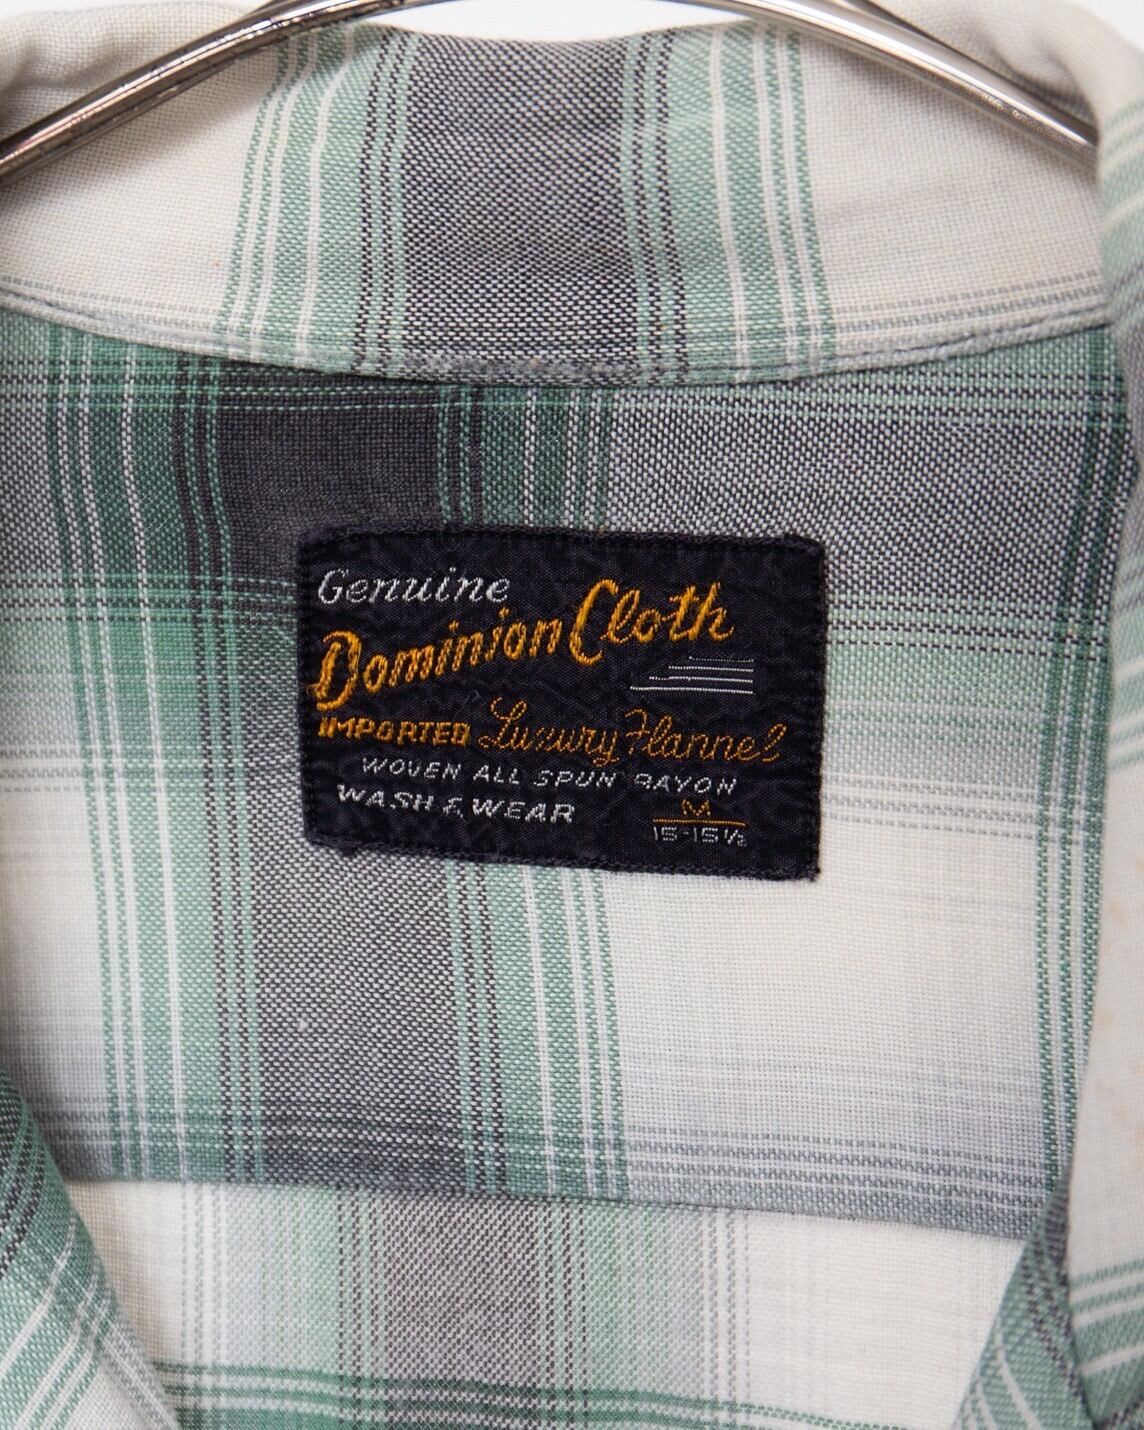 Genuine
Dominion Cloth
IMPORTED Luxury Flannel
WOVEN ALL SPUN RAYON
WASH & WEAR M
15-15½